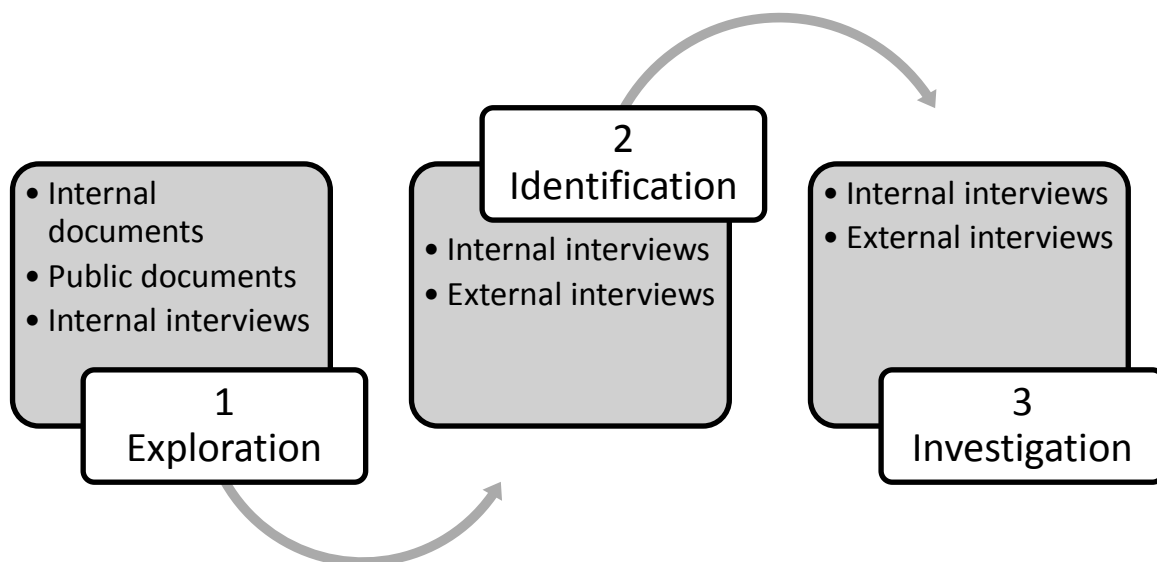 • Internal
documents
• Public documents
• Internal interviews
1
Exploration
2
Identification
• Internal interviews
• External interviews
• Internal interviews
• External interviews
3
Investigation